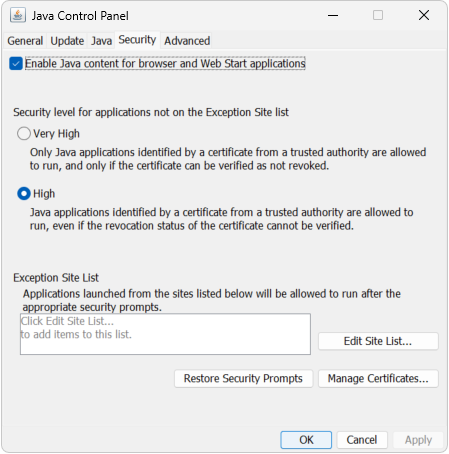 Java Control Panel
General Update Java Security Advanced
Enable Java content for browser and Web Start applications
Security level for applications not on the Exception Site list
Very High
Only Java applications identified by a certificate from a trusted authority are allowed
to run, and only if the certificate can be verified as not revoked.
High
Java applications identified by a certificate from a trusted authority are allowed to
run, even if the revocation status of the certificate cannot be verified.
Exception Site List
Applications launched from the sites listed below will be allowed to run after the
appropriate security prompts.
Click Edit Site List...
to add items to this list.
Edit Site List...
Restore Security Prompts Manage Certificates...
OK Cancel Apply